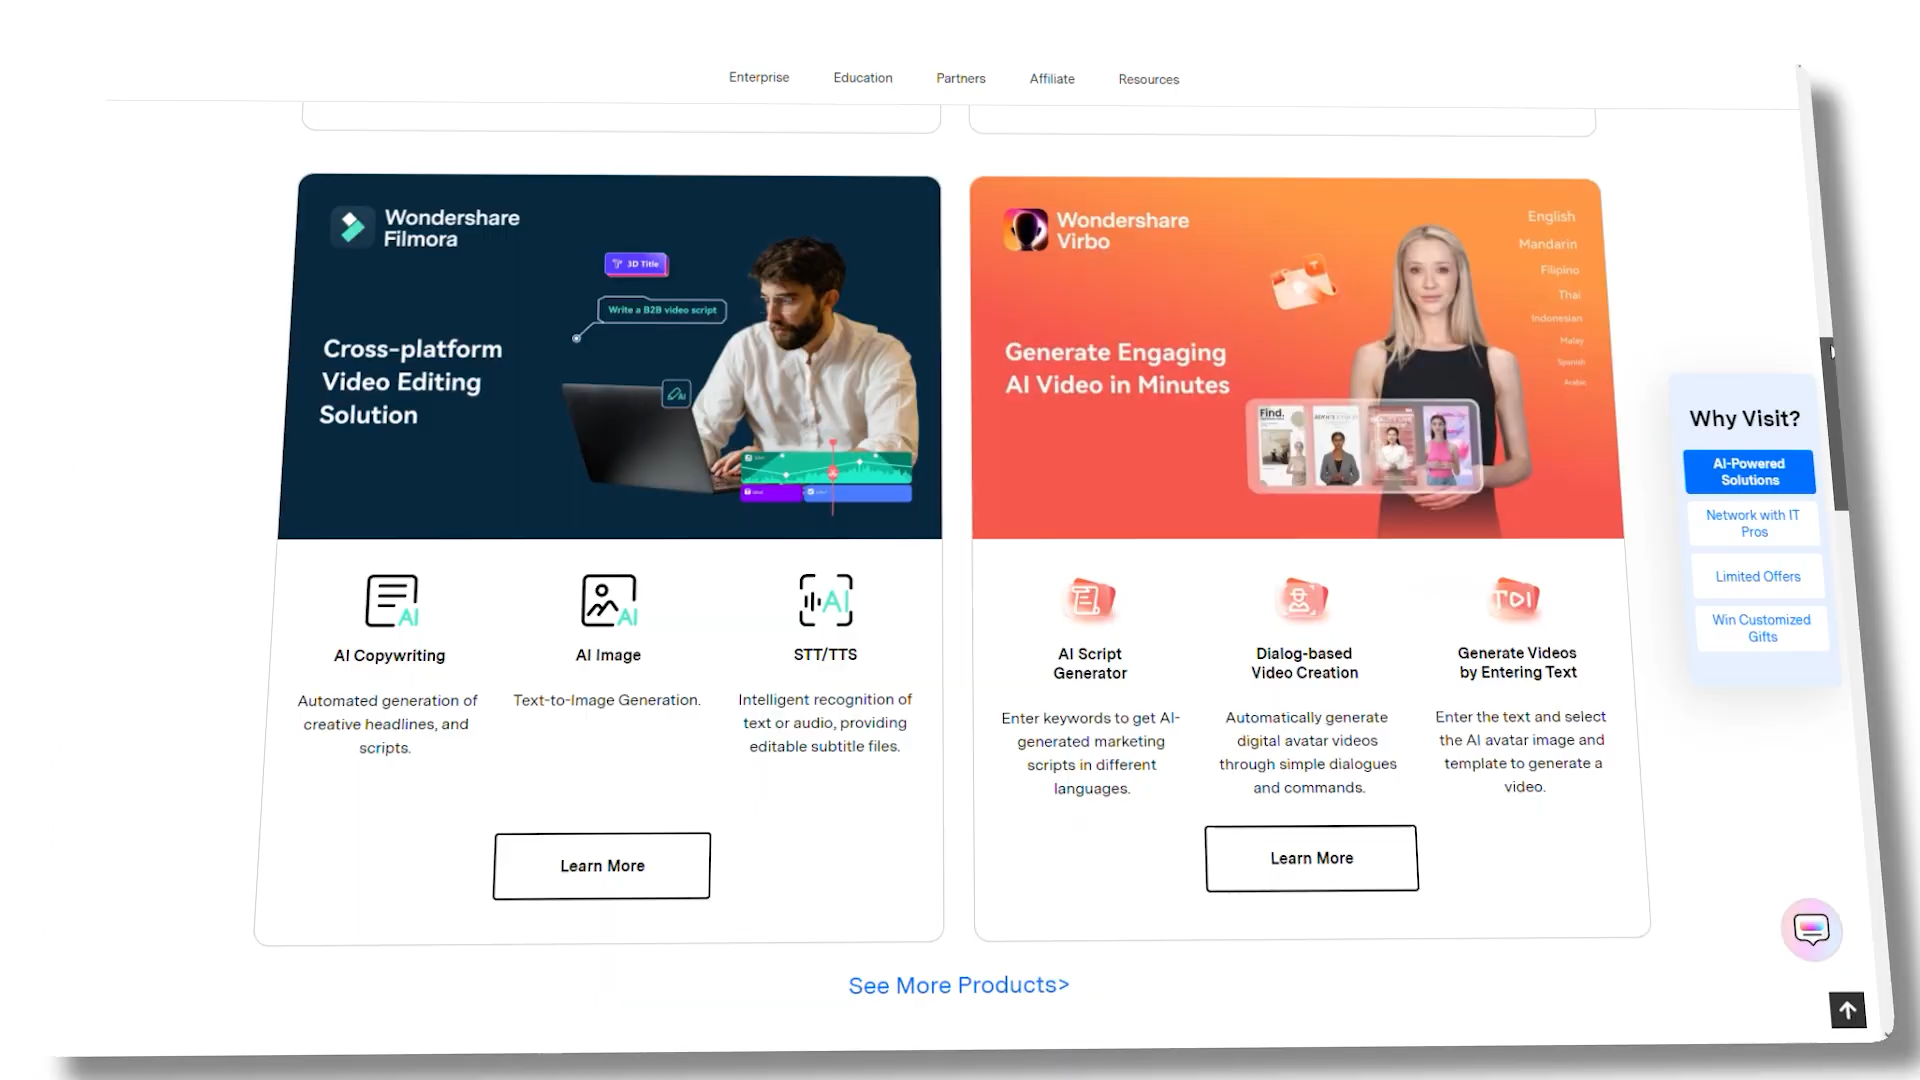 Enterprise
Education
Partners
Affiliate
Resources
Wondershare
Filmora
3D Title
Write a B2B video script
Cross-platform
Video Editing
Solution
AI
Wondershare
Virbo
Generate Engaging
AI Video in Minutes
English
Mandarin
Filipino
Thai
Indonesian
Malay
Spanish
Arabic
Find.
AI
AI Copywriting
Automated generation of
creative headlines, and
scripts.
AI
AI Image
Text-to-Image Generation.
AI
STT/TTS
Intelligent recognition of
text or audio, providing
editable subtitle files.
Learn More
AI Script
Generator
Enter keywords to get AI-
generated marketing
scripts in different
languages.
Dialog-based
Video Creation
Automatically generate
digital avatar videos
through simple dialogues
and commands.
Generate Videos
by Entering Text
Enter the text and select
the AI avatar image and
template to generate a
video.
Learn More
See More Products>
Why Visit?
AI-Powered
Solutions
Network with IT
Pros
Limited Offers
Win Customized
Gifts